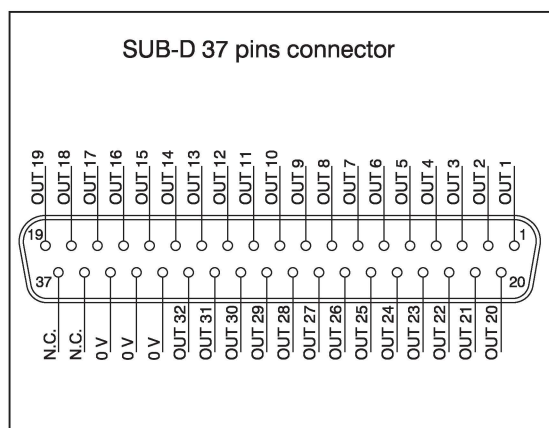 SUB-D 37 pins connector
OUT 19
OUT 18
OUT 17
OUT 16
OUT 15
OUT 14
OUT 13
OUT 12
OUT 11
OUT 10
OUT 9
OUT 8
OUT 7
OUT 6
OUT 5
OUT 4
OUT 3
OUT 2
OUT 1
19
1
37
20
N.C.
N.C.
0 V
0 V
0 V
OUT 32
OUT 31
OUT 30
OUT 29
OUT 28
OUT 27
OUT 26
OUT 25
OUT 24
OUT 23
OUT 22
OUT 21
OUT 20